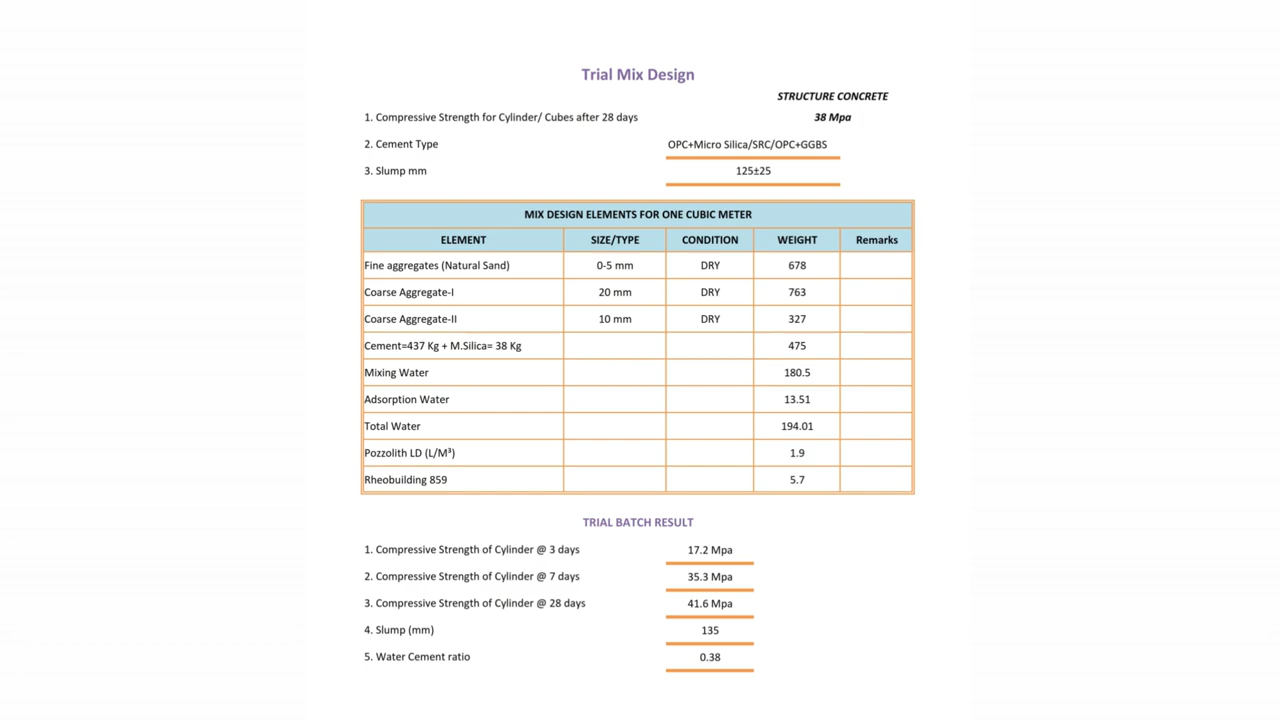 Trial Mix Design
STRUCTURE CONCRETE
1. Compressive Strength for Cylinder/ Cubes after 28 days 38 Mpa
2. Cement Type OPC+Micro Silica/SRC/OPC+GGBS
3. Slump mm 125±25
MIX DESIGN ELEMENTS FOR ONE CUBIC METER
ELEMENT SIZE/TYPE CONDITION WEIGHT Remarks
Fine aggregates (Natural Sand) 0-5 mm DRY 678
Coarse Aggregate-I 20 mm DRY 763
Coarse Aggregate-II 10 mm DRY 327
Cement=437 Kg + M.Silica= 38 Kg 475
Mixing Water 180.5
Adsorption Water 13.51
Total Water 194.01
Pozzolith LD (L/M³) 1.9
Rheobuilding 859 5.7
TRIAL BATCH RESULT
1. Compressive Strength of Cylinder @ 3 days 17.2 Mpa
2. Compressive Strength of Cylinder @ 7 days 35.3 Mpa
3. Compressive Strength of Cylinder @ 28 days 41.6 Mpa
4. Slump (mm) 135
5. Water Cement ratio 0.38